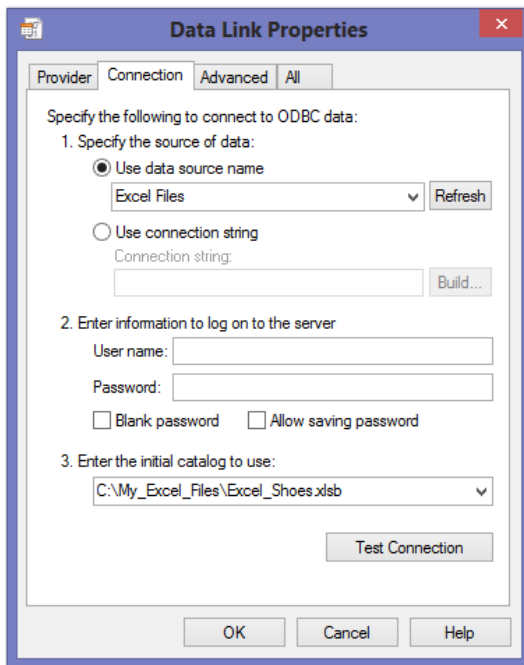 Data Link Properties
Provider Connection Advanced All
Specify the following to connect to ODBC data:
1. Specify the source of data:
Use data source name
Excel Files Refresh
Use connection string
Connection string:
Build...
2. Enter information to log on to the server
User name:
Password:
Blank password Allow saving password
3. Enter the initial catalog to use:
C:\My_Excel_Files\Excel_Shoes.xlsb
Test Connection
OK Cancel Help